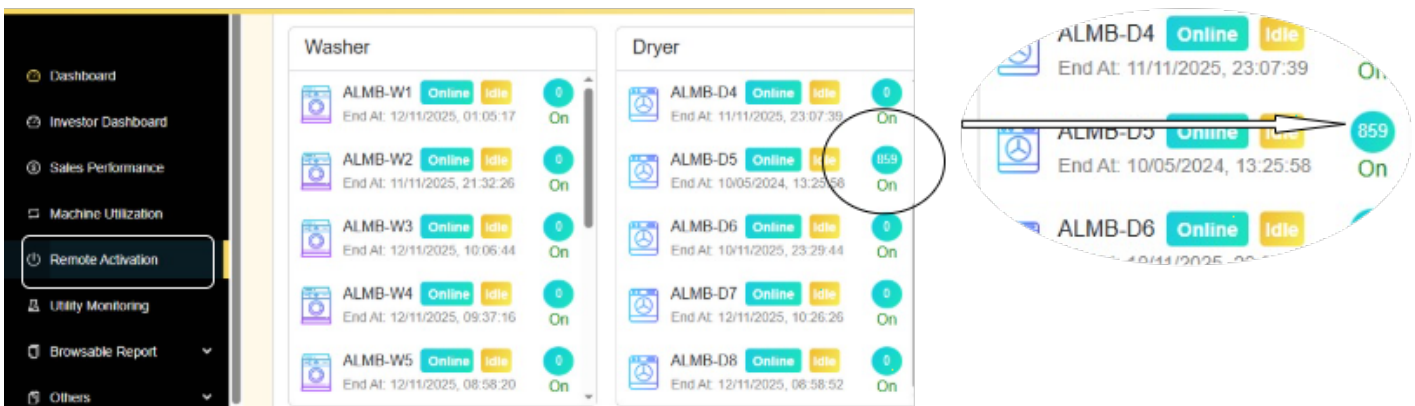 Dashboard
Investor Dashboard
Sales Performance
Machine Utilization
Remote Activation
Utility Monitoring
Browsable Report
Others
Washer
ALMB-W1 Online Idle 0
End At: 12/11/2025, 01:05:17 On
ALMB-W2 Online Idle 0
End At: 11/11/2025, 21:32:26 On
ALMB-W3 Online Idle 0
End At: 12/11/2025, 10:06:44 On
ALMB-W4 Online Idle 0
End At: 12/11/2025, 09:37:16 On
ALMB-W5 Online Idle 0
End At: 12/11/2025, 08:58:20 On
Dryer
ALMB-D4 Online Idle 0
End At: 11/11/2025, 23:07:39 On
ALMB-D5 Online Idle 859
End At: 10/05/2024, 13:25:58 On
ALMB-D6 Online Idle 0
End At: 10/11/2025, 23:29:44 On
ALMB-D7 Online Idle 0
End At: 12/11/2025, 10:26:26 On
ALMB-D8 Online Idle 0
End At: 12/11/2025, 08:58:52 On
ALMB-D4 Online Idle
End At: 11/11/2025, 23:07:39 On
ALMB-D5 Online 859
End At: 10/05/2024, 13:25:58 On
ALMB-D6 Online Idle